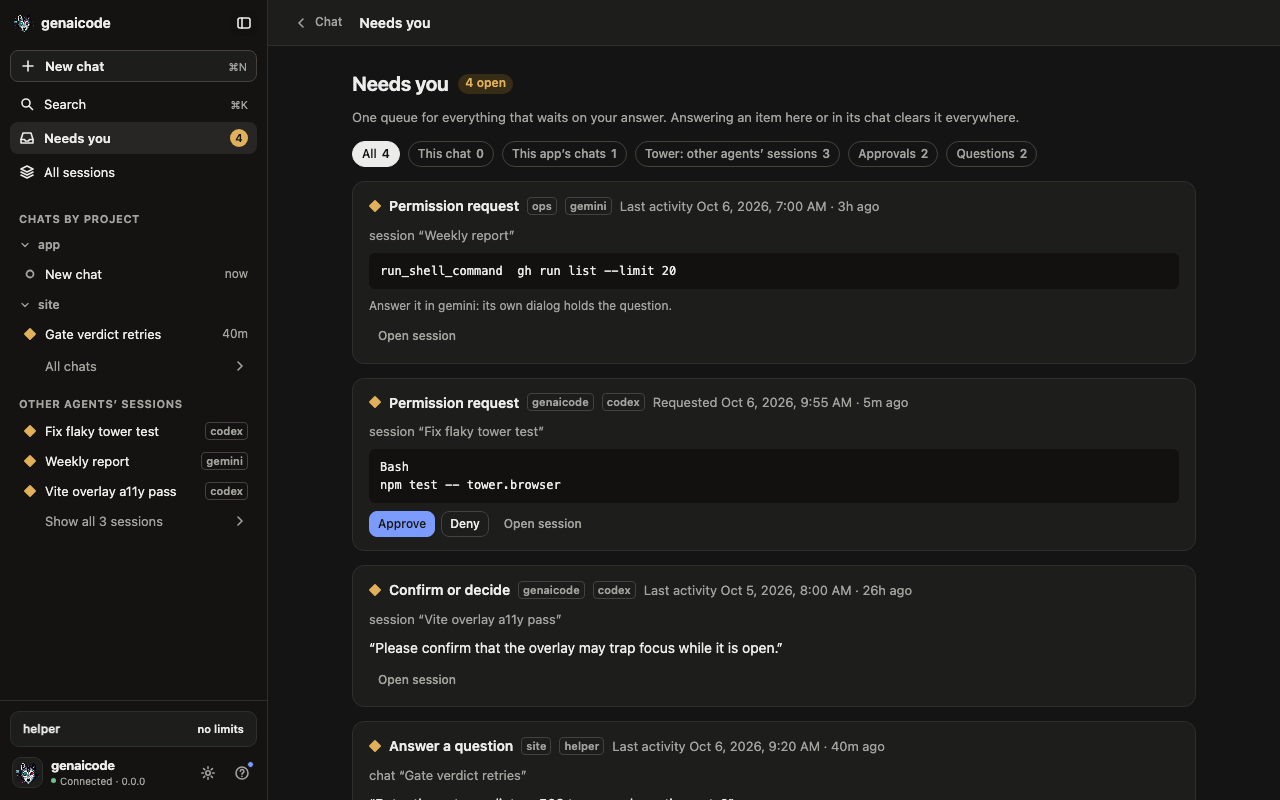 genaicode
New chat ⌘N
Search ⌘K
Needs you 4
All sessions
CHATS BY PROJECT
app
New chat now
site
Gate verdict retries 40m
All chats
OTHER AGENTS’ SESSIONS
Fix flaky tower test codex
Weekly report gemini
Vite overlay a11y pass codex
Show all 3 sessions
helper no limits
genaicode
Connected · 0.0.0
Chat Needs you
Needs you 4 open
One queue for everything that waits on your answer. Answering an item here or in its chat clears it everywhere.
All 4 This chat 0 This app’s chats 1 Tower: other agents’ sessions 3 Approvals 2 Questions 2
Permission request ops gemini Last activity Oct 6, 2026, 7:00 AM · 3h ago
session “Weekly report”
run_shell_command gh run list --limit 20
Answer it in gemini: its own dialog holds the question.
Open session
Permission request genaicode codex Requested Oct 6, 2026, 9:55 AM · 5m ago
session “Fix flaky tower test”
Bash
npm test -- tower.browser
Approve Deny Open session
Confirm or decide genaicode codex Last activity Oct 5, 2026, 8:00 AM · 26h ago
session “Vite overlay a11y pass”
“Please confirm that the overlay may trap focus while it is open.”
Open session
Answer a question site helper Last activity Oct 6, 2026, 9:20 AM · 40m ago
chat “Gate verdict retries”